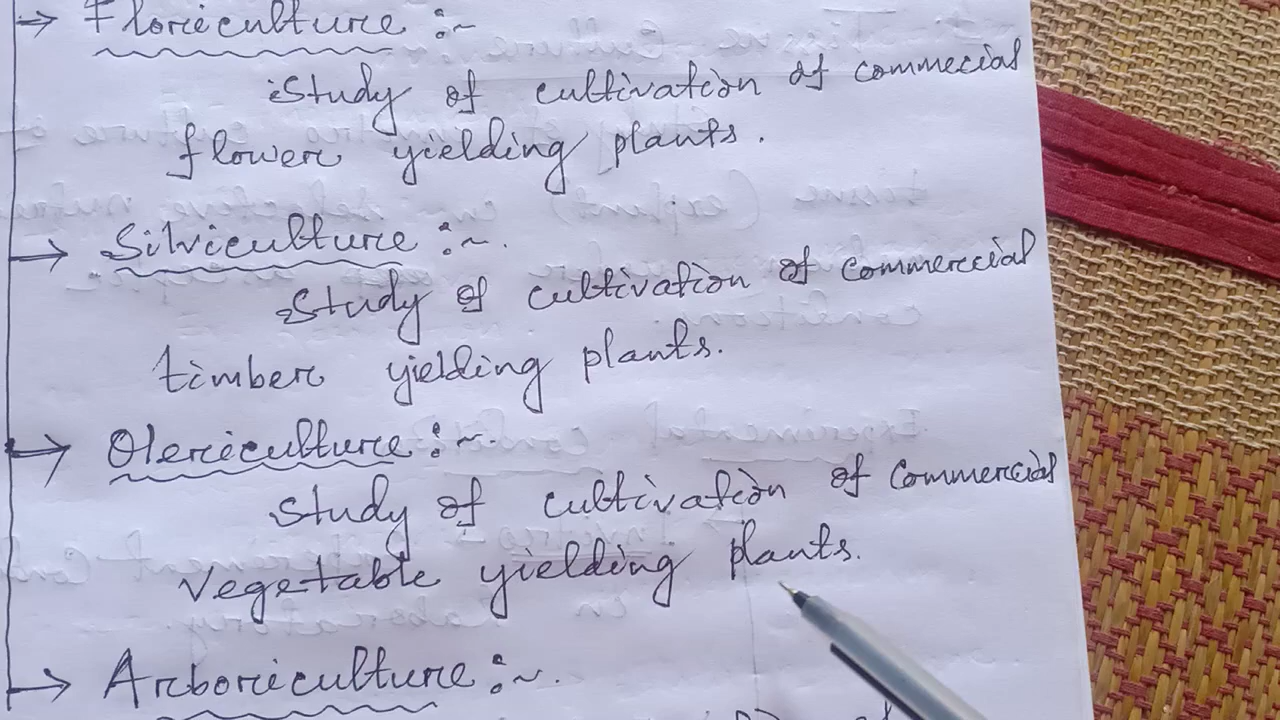 → Floriculture :~
Study of cultivation of commecial
flower yielding plants.
→ Silviculture :~.
Study of cultivation of commercial
timber yielding plants.
→ Olericulture :~.
Study of cultivation of commercial
vegetable yielding plants.
→ Arboriculture :~.